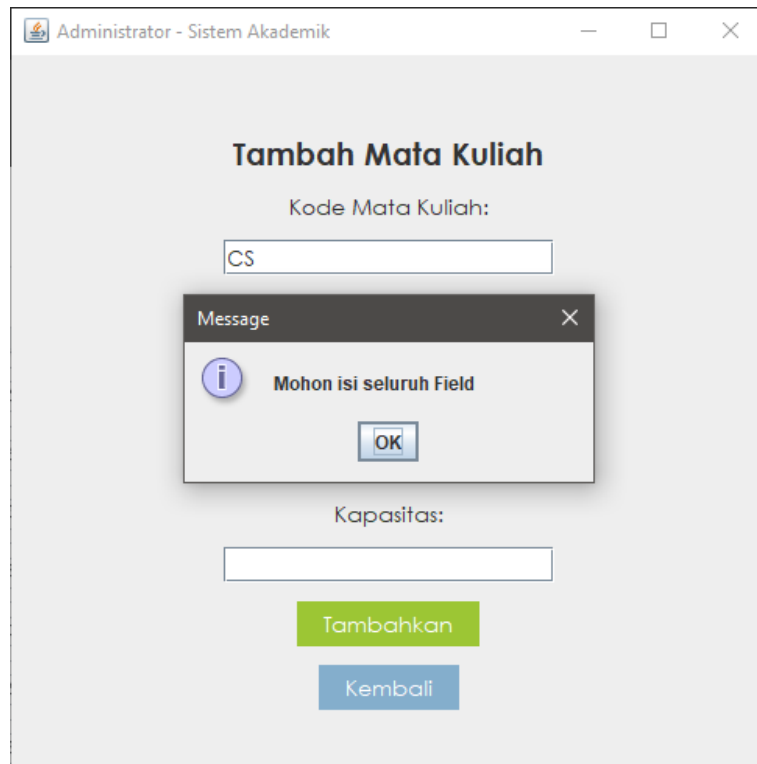 Administrator - Sistem Akademik
Tambah Mata Kuliah
Kode Mata Kuliah:
CS
Message
i
Mohon isi seluruh Field
OK
Kapasitas:
Tambahkan
Kembali